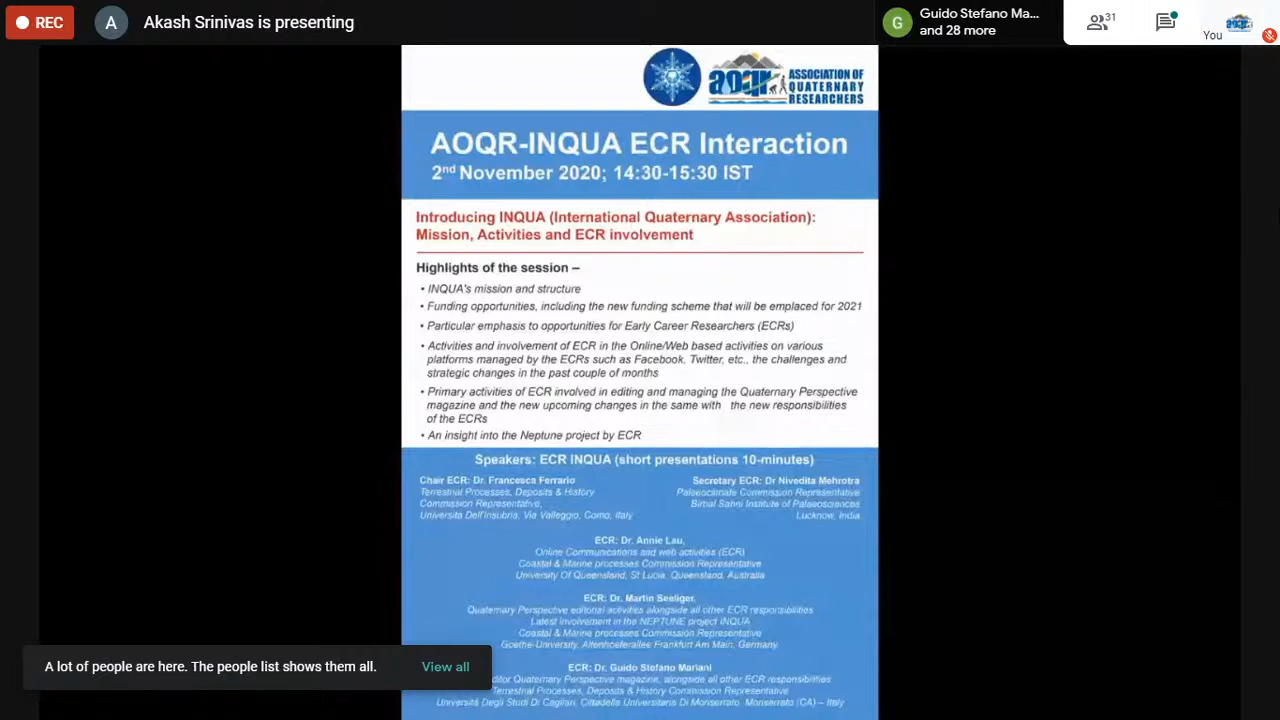 REC
A
Akash Srinivas is presenting
G
Guido Stefano Ma...
and 28 more
31
You
aoqr
ASSOCIATION OF
QUATERNARY
RESEARCHERS
AOQR-INQUA ECR Interaction
2nd November 2020; 14:30-15:30 IST
Introducing INQUA (International Quaternary Association):
Mission, Activities and ECR involvement
Highlights of the session –
• INQUA's mission and structure
• Funding opportunities, including the new funding scheme that will be emplaced for 2021
• Particular emphasis to opportunities for Early Career Researchers (ECRs)
• Activities and involvement of ECR in the Online/Web based activities on various
platforms managed by the ECRs such as Facebook, Twitter, etc., the challenges and
strategic changes in the past couple of months
• Primary activities of ECR involved in editing and managing the Quaternary Perspective
magazine and the new upcoming changes in the same with the new responsibilities
of the ECRs
• An insight into the Neptune project by ECR
Speakers: ECR INQUA (short presentations 10-minutes)
Chair ECR: Dr. Francesca Ferrario
Terrestrial Processes, Deposits & History
Commission Representative,
Universita Dell'Insubria, Via Valleggio, Como, Italy
Secretary ECR: Dr Nivedita Mehrotra
Palaeoclimate Commission Representative
Birbal Sahni Institute of Palaeosciences
Lucknow, India
ECR: Dr. Annie Lau,
Online Communications and web activities (ECR)
Coastal & Marine processes Commission Representative
University Of Queensland, St Lucia, Queensland, Australia
ECR: Dr. Martin Seeliger,
Quaternary Perspective editorial activities alongside all other ECR responsibilities
Latest involvement in the NEPTUNE project INQUA
Coastal & Marine processes Commission Representative
Goethe-University, Altenhoeferallee Frankfurt Am Main, Germany
ECR: Dr. Guido Stefano Mariani
ditor Quaternary Perspective magazine, alongside all other ECR responsibilities
Terrestrial Processes, Deposits & History Commission Representative
Università Degli Studi Di Cagliari, Cittadella Universitaria Di Monserrato, Monserrato (CA) – Italy
A lot of people are here. The people list shows them all.
View all